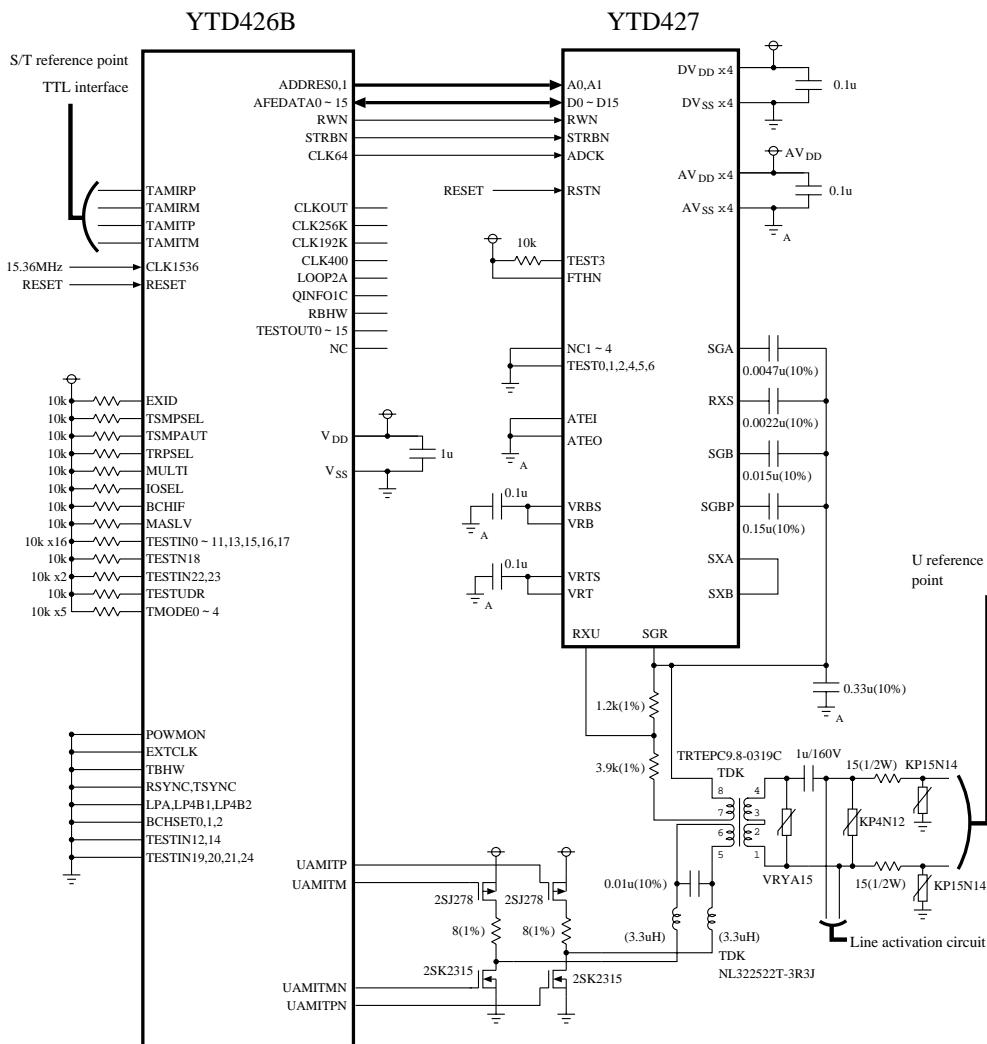 YTD426B
YTD427
S/T reference point
TTL interface
ADDRES0,1
AFEDATA0 ~ 15
RWN
STRBN
CLK64
TAMIRP
TAMIRM
TAMITP
TAMITM
15.36MHz
CLK1536
RESET
RESET
CLKOUT
CLK256K
CLK192K
CLK400
LOOP2A
QINFO1C
RBHW
TESTOUT0 ~ 15
NC
10k EXID
10k TSMPSEL
10k TSMPAUT
10k TRPSEL
10k MULTI
10k IOSEL
10k BCHIF
10k MASLV
10k x16 TESTIN0 ~ 11,13,15,16,17
10k TESTN18
10k x2 TESTIN22,23
10k TESTUDR
10k x5 TMODE0 ~ 4
VDD
VSS
1u
POWMON
EXTCLK
TBHW
RSYNC,TSYNC
LPA,LP4B1,LP4B2
BCHSET0,1,2
TESTIN12,14
TESTIN19,20,21,24
UAMITP
UAMITM
UAMITMN
UAMITPN
A0,A1
D0 ~ D15
RWN
STRBN
ADCK
RESET
RSTN
10k
TEST3
FTHN
NC1 ~ 4
TEST0,1,2,4,5,6
ATEI
ATEO
A
0.1u
VRBS
VRB
A
0.1u
VRTS
VRT
A
RXU
SGR
DVDD x4
DVSS x4
0.1u
AVDD
AVDD x4
AVSS x4
0.1u
A
SGA
0.0047u(10%)
RXS
0.0022u(10%)
SGB
0.015u(10%)
SGBP
0.15u(10%)
SXA
SXB
U reference
point
0.33u(10%)
A
1.2k(1%)
3.9k(1%)
TRTEPC9.8-0319C
TDK
8
7
6
5
4
3
2
1
1u/160V
15(1/2W)
KP15N14
KP4N12
VRYA15
15(1/2W)
KP15N14
Line activation circuit
0.01u(10%)
(3.3uH)
(3.3uH)
TDK
NL322522T-3R3J
2SJ278
2SJ278
8(1%)
8(1%)
2SK2315
2SK2315